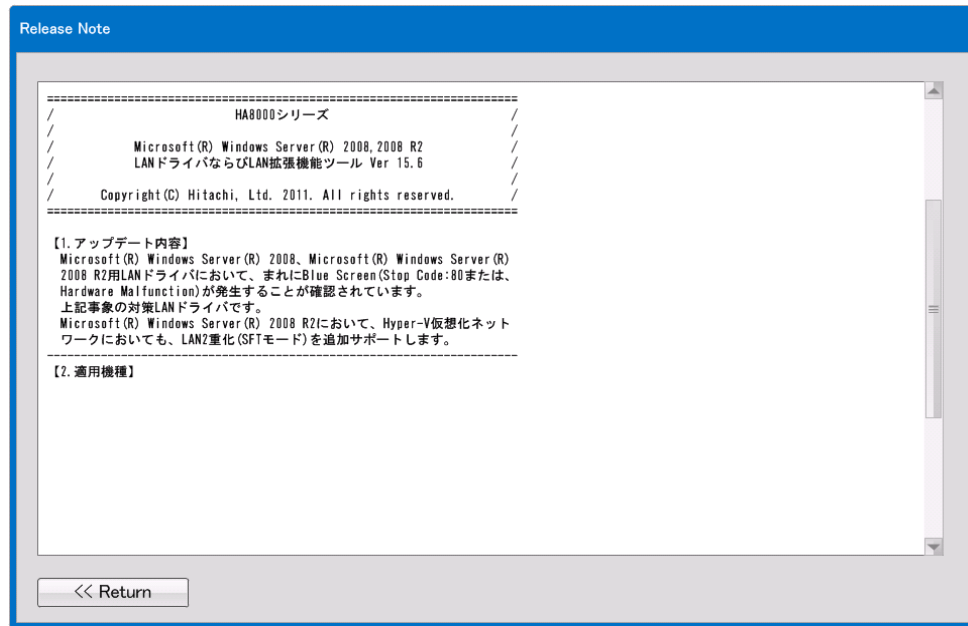 Release Note
======================================================================
/ HA8000シリーズ /
/ /
/ Microsoft(R) Windows Server(R) 2008,2008 R2 /
/ LANドライバならびLAN拡張機能ツール Ver 15.6 /
/ /
/ Copyright(C) Hitachi, Ltd. 2011. All rights reserved. /
======================================================================
【1.アップデート内容】
Microsoft(R) Windows Server(R) 2008、Microsoft(R) Windows Server(R)
2008 R2用LANドライバにおいて、まれにBlue Screen(Stop Code:80または、
Hardware Malfunction)が発生することが確認されています。
上記事象の対策LANドライバです。
Microsoft(R) Windows Server(R) 2008 R2において、Hyper-V仮想化ネット
ワークにおいても、LAN2重化(SFTモード)を追加サポートします。
----------------------------------------------------------------------
【2.適用機種】
<< Return